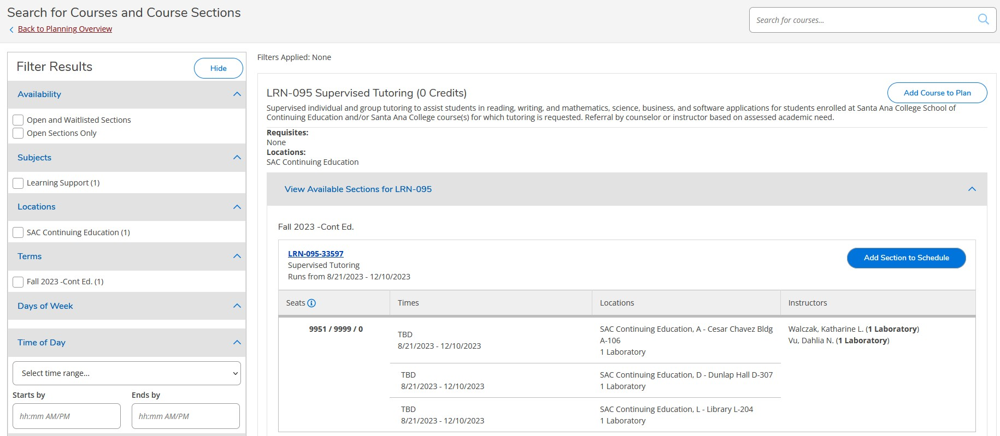 Search for Courses and Course Sections
Back to Planning Overview
Search for courses...
Filter Results
Hide
Availability
Open and Waitlisted Sections
Open Sections Only
Subjects
Learning Support (1)
Locations
SAC Continuing Education (1)
Terms
Fall 2023 -Cont Ed. (1)
Days of Week
Time of Day
Select time range...
Starts by
Ends by
hh:mm AM/PM
hh:mm AM/PM
Filters Applied: None
LRN-095 Supervised Tutoring (0 Credits)
Add Course to Plan
Supervised individual and group tutoring to assist students in reading, writing, and mathematics, science, business, and software applications for students enrolled at Santa Ana College School of
Continuing Education and/or Santa Ana College course(s) for which tutoring is requested. Referral by counselor or instructor based on assessed academic need.
Requisites:
None
Locations:
SAC Continuing Education
View Available Sections for LRN-095
Fall 2023 -Cont Ed.
LRN-095-33597
Supervised Tutoring
Runs from 8/21/2023 - 12/10/2023
Add Section to Schedule
Seats
Times
Locations
Instructors
9951 / 9999 / 0
TBD
8/21/2023 - 12/10/2023
SAC Continuing Education, A - Cesar Chavez Bldg
A-106
1 Laboratory
Walczak, Katharine L. (1 Laboratory)
Vu, Dahlia N. (1 Laboratory)
TBD
8/21/2023 - 12/10/2023
SAC Continuing Education, D - Dunlap Hall D-307
1 Laboratory
TBD
8/21/2023 - 12/10/2023
SAC Continuing Education, L - Library L-204
1 Laboratory